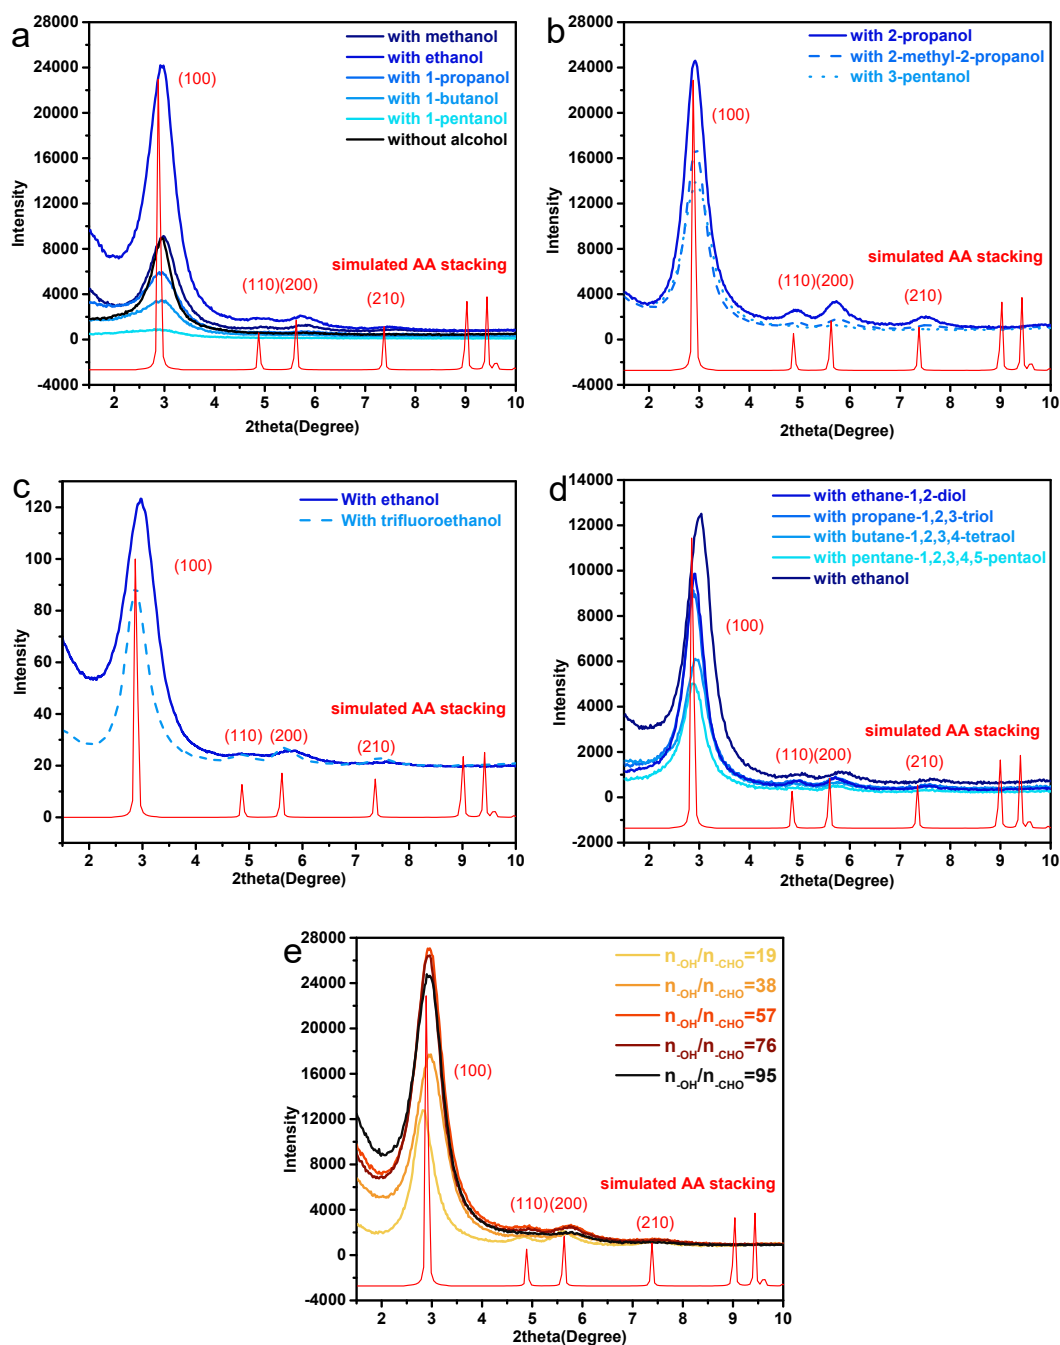 a
28000
24000
20000
16000
12000
8000
4000
0
-4000
Intensity
with methanol
with ethanol
with 1-propanol
with 1-butanol
with 1-pentanol
without alcohol
(100)
simulated AA stacking
(110)(200)
(210)
2 3 4 5 6 7 8 9 10
2theta(Degree)
b
28000
24000
20000
16000
12000
8000
4000
0
-4000
Intensity
with 2-propanol
with 2-methyl-2-propanol
with 3-pentanol
(100)
simulated AA stacking
(110)(200)
(210)
2 3 4 5 6 7 8 9 10
2theta(Degree)
c
120
100
80
60
40
20
0
Intensity
With ethanol
With trifluoroethanol
(100)
simulated AA stacking
(110) (200)
(210)
2 3 4 5 6 7 8 9 10
2theta(Degree)
d
14000
12000
10000
8000
6000
4000
2000
0
-2000
Intensity
with ethane-1,2-diol
with propane-1,2,3-triol
with butane-1,2,3,4-tetraol
with pentane-1,2,3,4,5-pentaol
with ethanol
(100)
simulated AA stacking
(110)(200)
(210)
2 3 4 5 6 7 8 9 10
2theta(Degree)
e
28000
24000
20000
16000
12000
8000
4000
0
-4000
Intensity
n-OH/n-CHO=19
n-OH/n-CHO=38
n-OH/n-CHO=57
n-OH/n-CHO=76
n-OH/n-CHO=95
(100)
simulated AA stacking
(110)(200)
(210)
2 3 4 5 6 7 8 9 10
2theta(Degree)